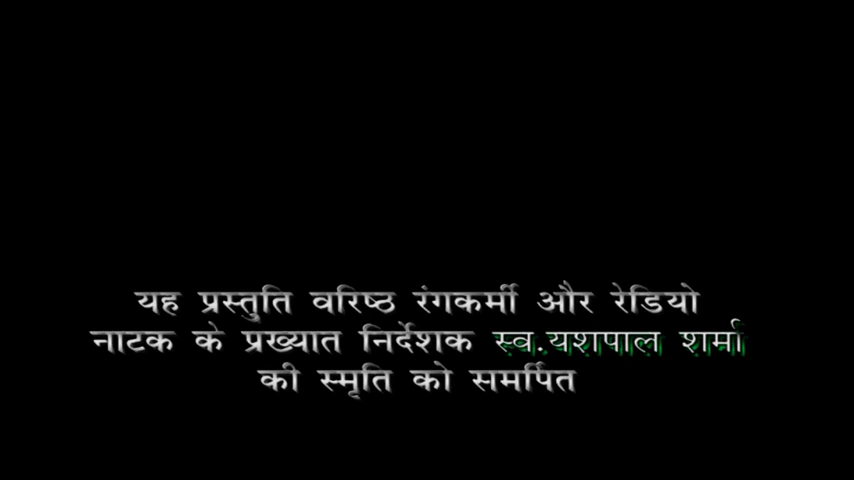 यह प्रस्तुति वरिष्ठ रंगकर्मी और रेडियो
नाटक के प्रख्यात निर्देशक स्व.यशपाल शर्मा
की स्मृति को समर्पित